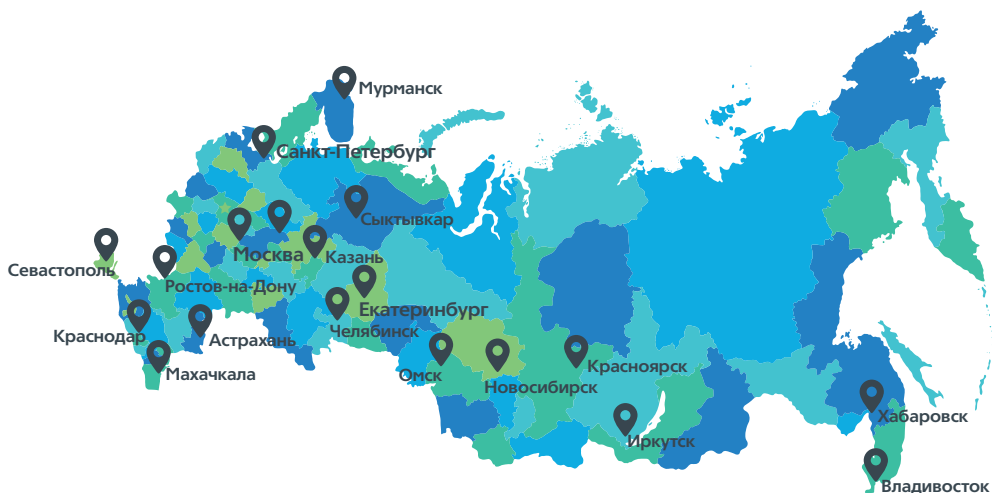 Мурманск
Санкт-Петербург
Сыктывкар
Москва
Казань
Севастополь
Ростов-на-Дону
Екатеринбург
Челябинск
Краснодар
Астрахань
Махачкала
Омск
Новосибирск
Красноярск
Хабаровск
Иркутск
Владивосток